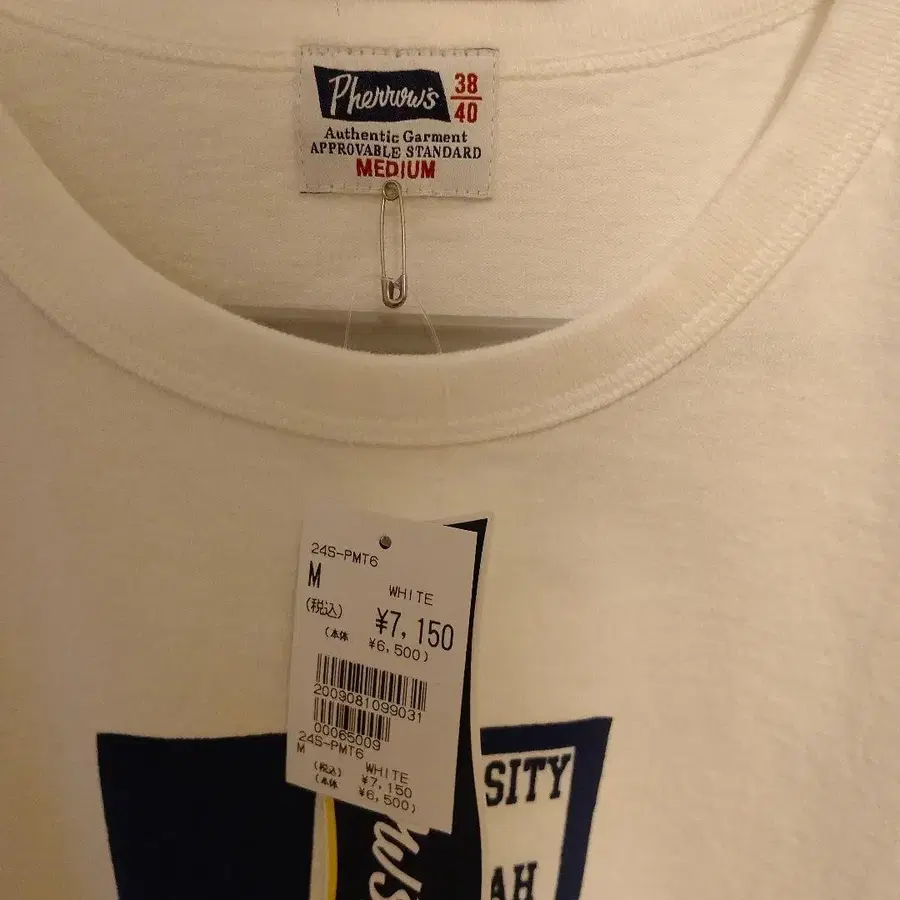 Pherrow's
38
40
Authentic Garment
APPROVABLE STANDARD
MEDIUM
24S-PMT6
M
WHITE
(税込) ¥7,150
(本体 ¥6,500)
2009081099031
00065009
24S-PMT6
M
WHITE
(税込) ¥7,150
(本体 ¥6,500)
SITY
AH
ws